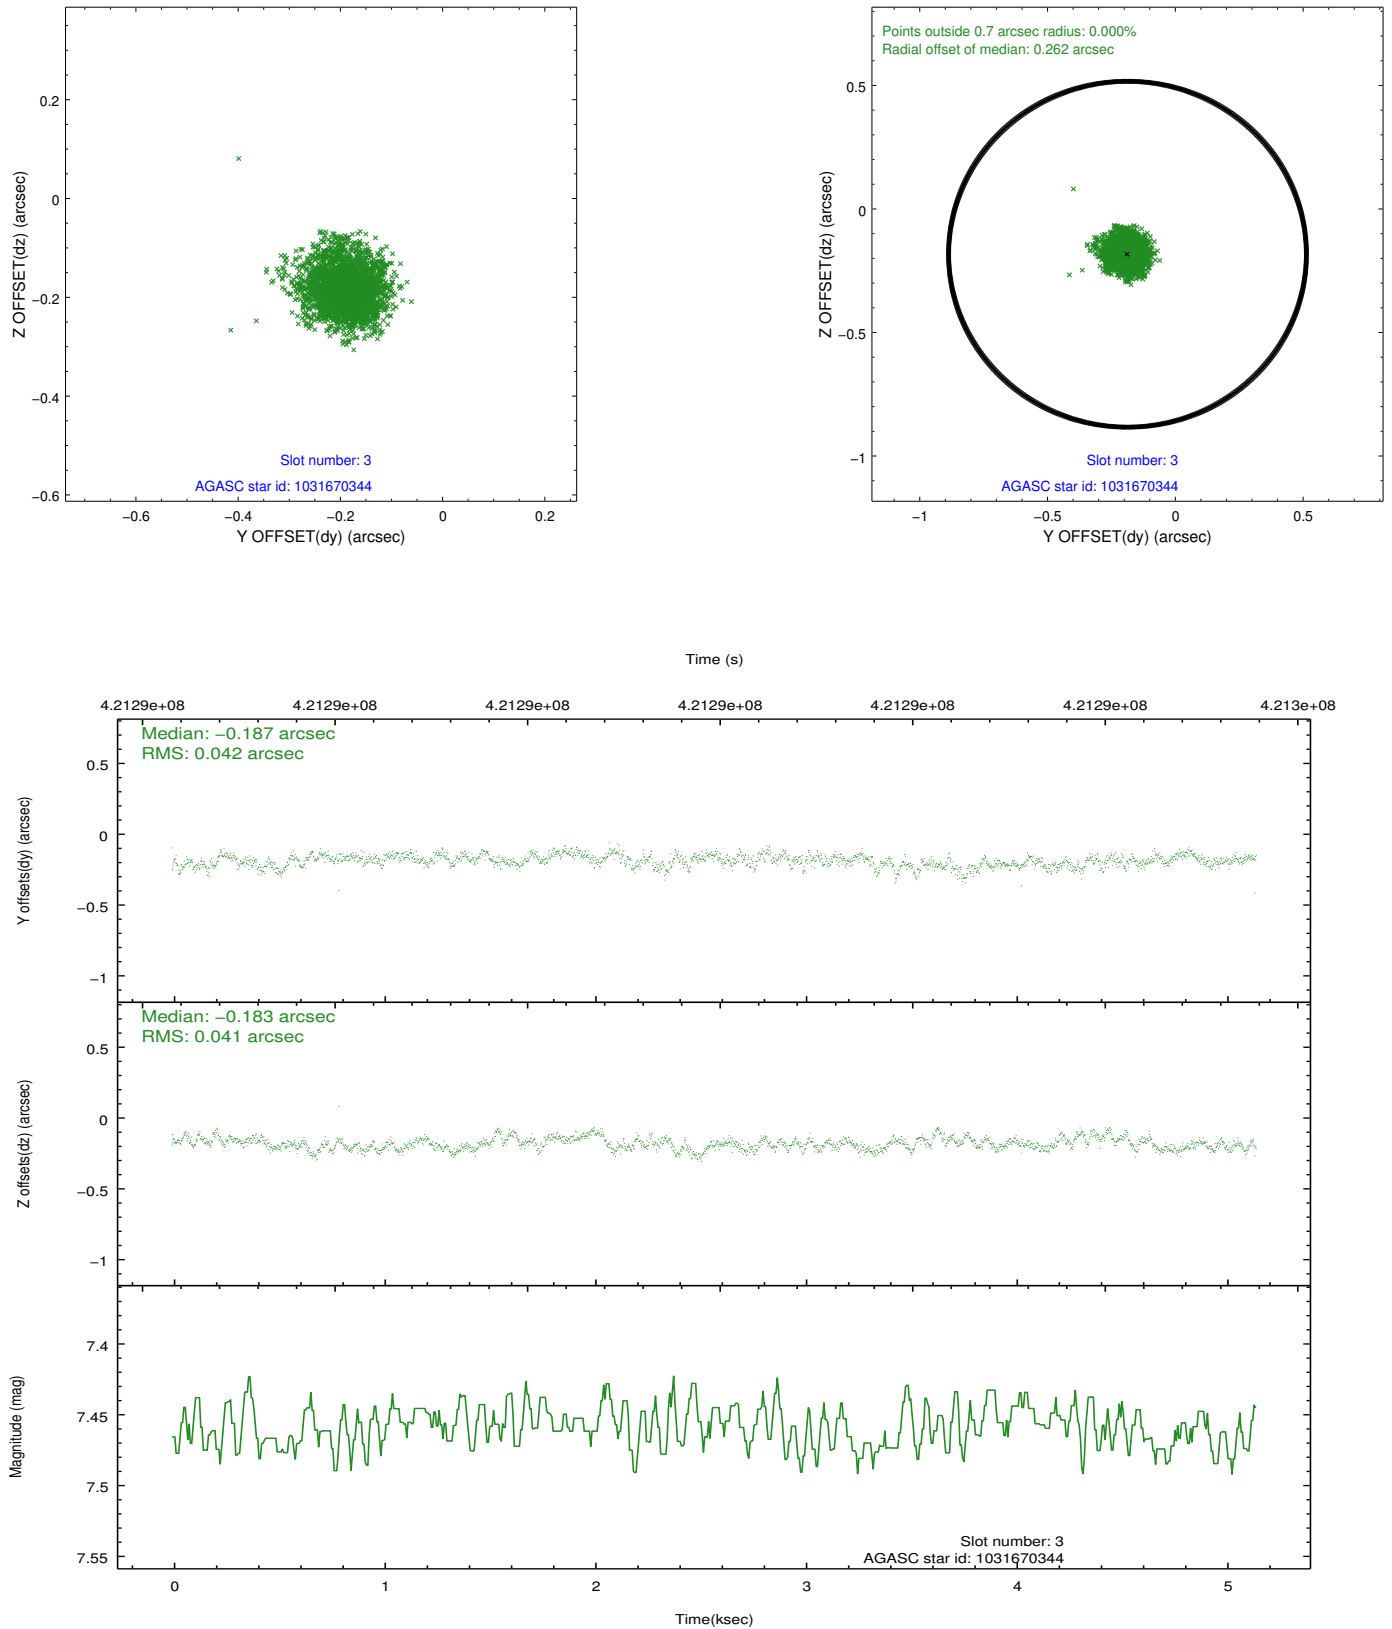 0.2
0
−0.2
−0.4
−0.6
Z OFFSET(dz) (arcsec)
Slot number: 3
AGASC star id: 1031670344
−0.6 −0.4 −0.2 0 0.2
Y OFFSET(dy) (arcsec)
Points outside 0.7 arcsec radius: 0.000%
Radial offset of median: 0.262 arcsec
0.5
0
−0.5
−1
Z OFFSET(dz) (arcsec)
Slot number: 3
AGASC star id: 1031670344
−1 −0.5 0 0.5
Y OFFSET(dy) (arcsec)
Time (s)
4.2129e+08 4.2129e+08 4.2129e+08 4.2129e+08 4.2129e+08 4.2129e+08 4.213e+08
Median: −0.187 arcsec
RMS: 0.042 arcsec
0.5
0
−0.5
−1
Y offsets(dy) (arcsec)
Median: −0.183 arcsec
RMS: 0.041 arcsec
0.5
0
−0.5
−1
Z offsets(dz) (arcsec)
7.4
7.45
7.5
7.55
Magnitude (mag)
Slot number: 3
AGASC star id: 1031670344
0 1 2 3 4 5
Time(ksec)